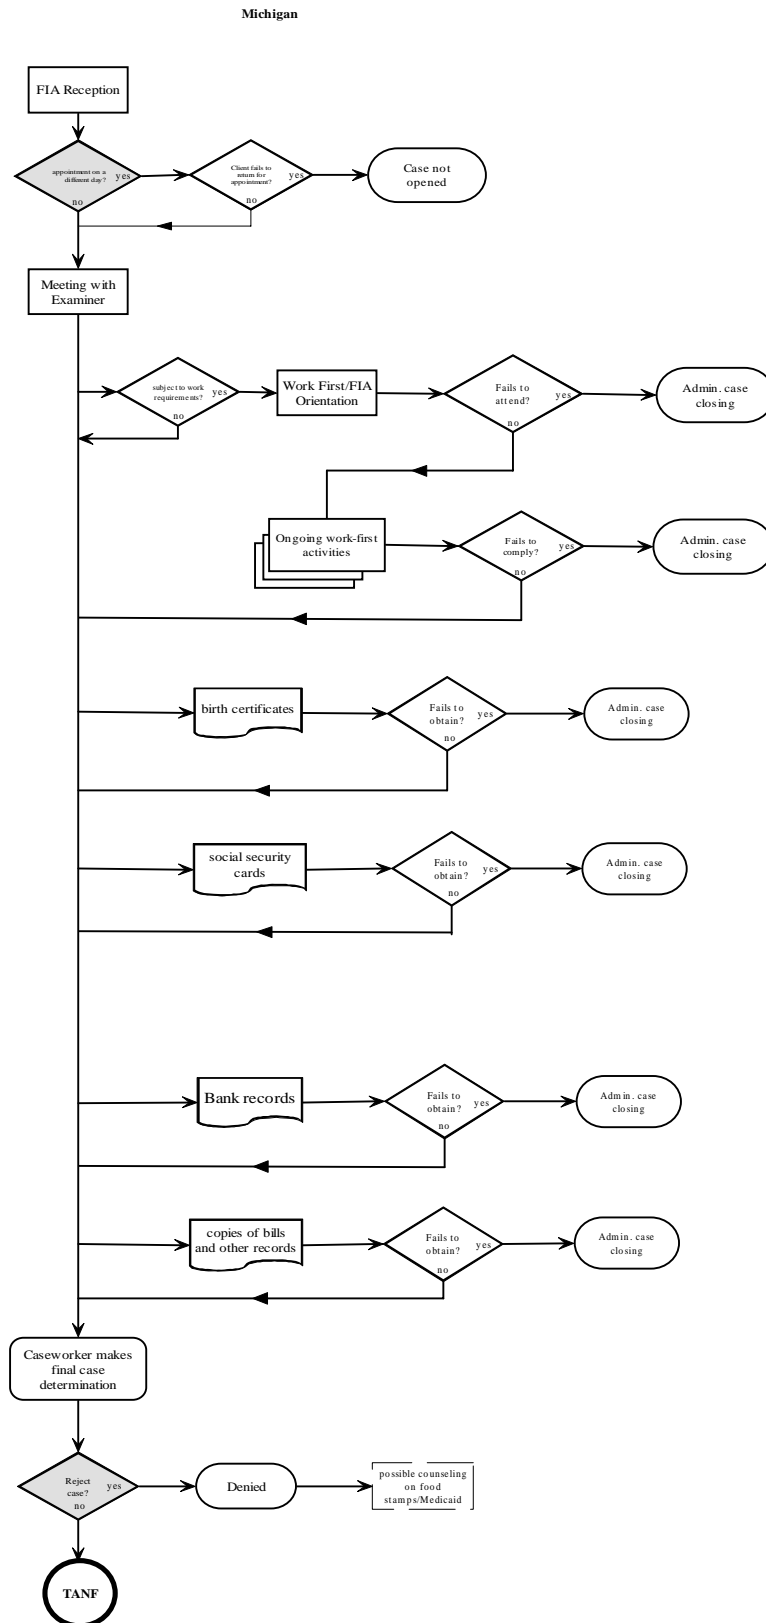 Michigan
FIA Reception
appointment on a
different day?
yes
no
Client fails to
return for
appointment?
yes
no
Case not
opened
Meeting with
Examiner
subject to work
requirements?
yes
no
Work First/FIA
Orientation
Fails to
attend?
yes
no
Admin. case
closing
Ongoing work-first
activities
Fails to
comply?
yes
no
Admin. case
closing
birth certificates
Fails to
obtain?
yes
no
Admin. case
closing
social security
cards
Fails to
obtain?
yes
no
Admin. case
closing
Bank records
Fails to
obtain?
yes
no
Admin. case
closing
copies of bills
and other records
Fails to
obtain?
yes
no
Admin. case
closing
Caseworker makes
final case
determination
Reject
case?
yes
no
Denied
possible counseling
on food
stamps/Medicaid
TANF